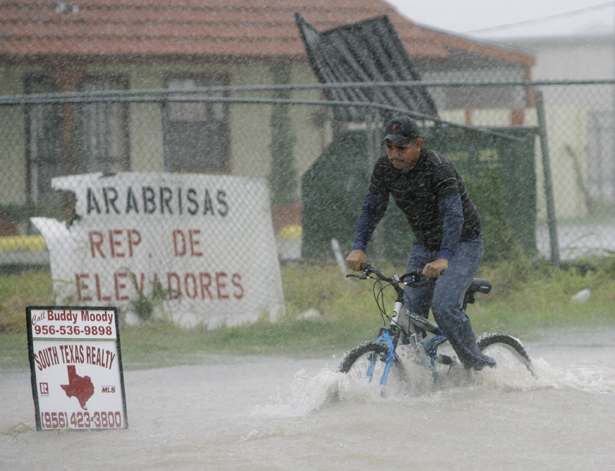 ARABRISAS
REP. DE
ELEVADORES
Call Buddy Moody
956-536-9898
SOUTH TEXAS REALTY
R
MLS
(956) 423-3800